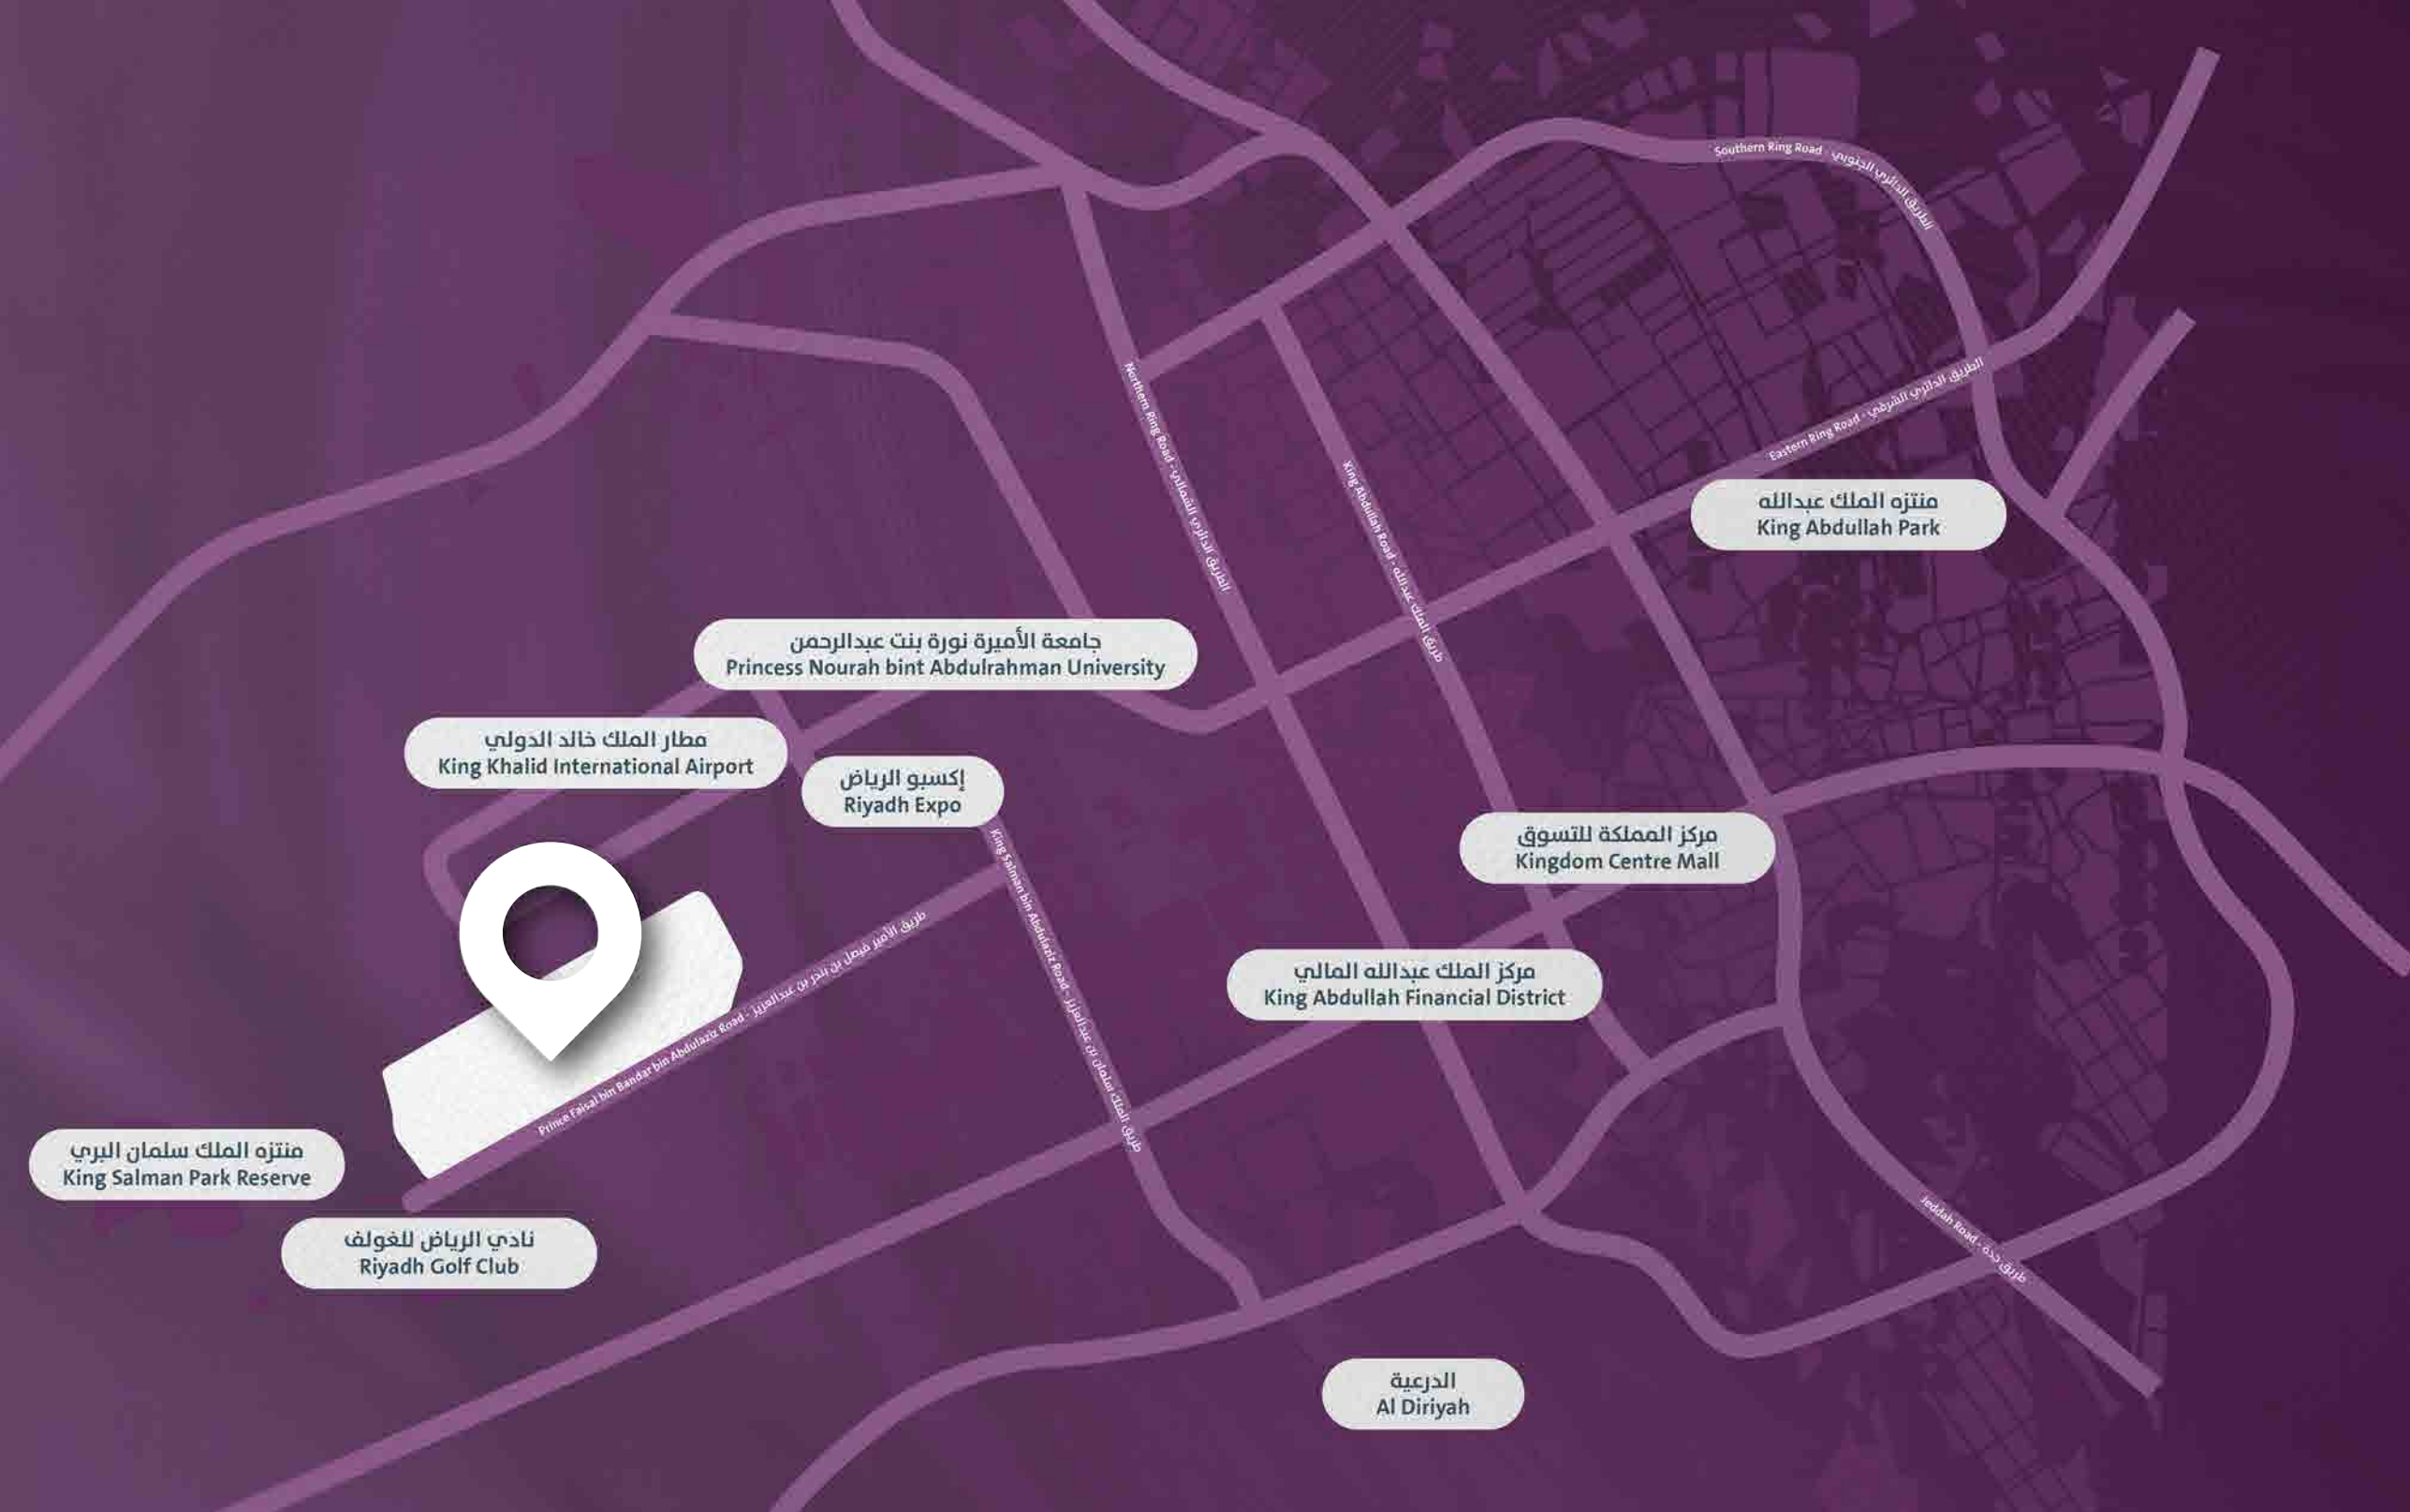 Southern Ring Road - الطريق الدائري الجنوبي
Eastern Ring Road - الطريق الدائري الشرقي
Northern Ring Road - الطريق الدائري الشمالي
King Abdullah Road - طريق الملك عبدالله
منتزه الملك عبدالله
King Abdullah Park
جامعة الأميرة نورة بنت عبدالرحمن
Princess Nourah bint Abdulrahman University
مطار الملك خالد الدولي
King Khalid International Airport
إكسبو الرياض
Riyadh Expo
مركز المملكة للتسوق
Kingdom Centre Mall
King Salman bin Abdulaziz Road - طريق الملك سلمان بن عبدالعزيز
Prince Faisal bin Bandar bin Abdulaziz Road - طريق الأمير فيصل بن بندر بن عبدالعزيز
مركز الملك عبدالله المالي
King Abdullah Financial District
منتزه الملك سلمان البري
King Salman Park Reserve
نادي الرياض للغولف
Riyadh Golf Club
Jeddah Road - طريق جدة
الدرعية
Al Diriyah